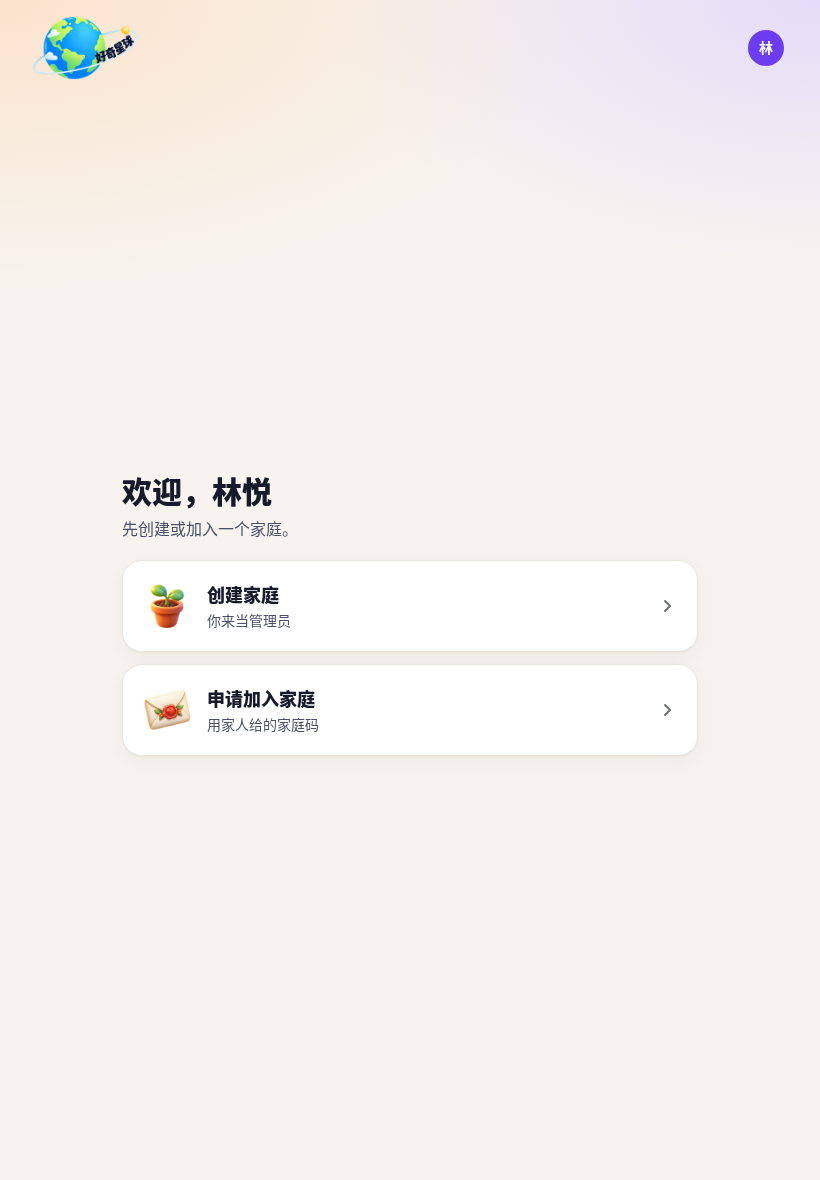 好奇星球
林
欢迎，林悦
先创建或加入一个家庭。
创建家庭
你来当管理员
申请加入家庭
用家人给的家庭码